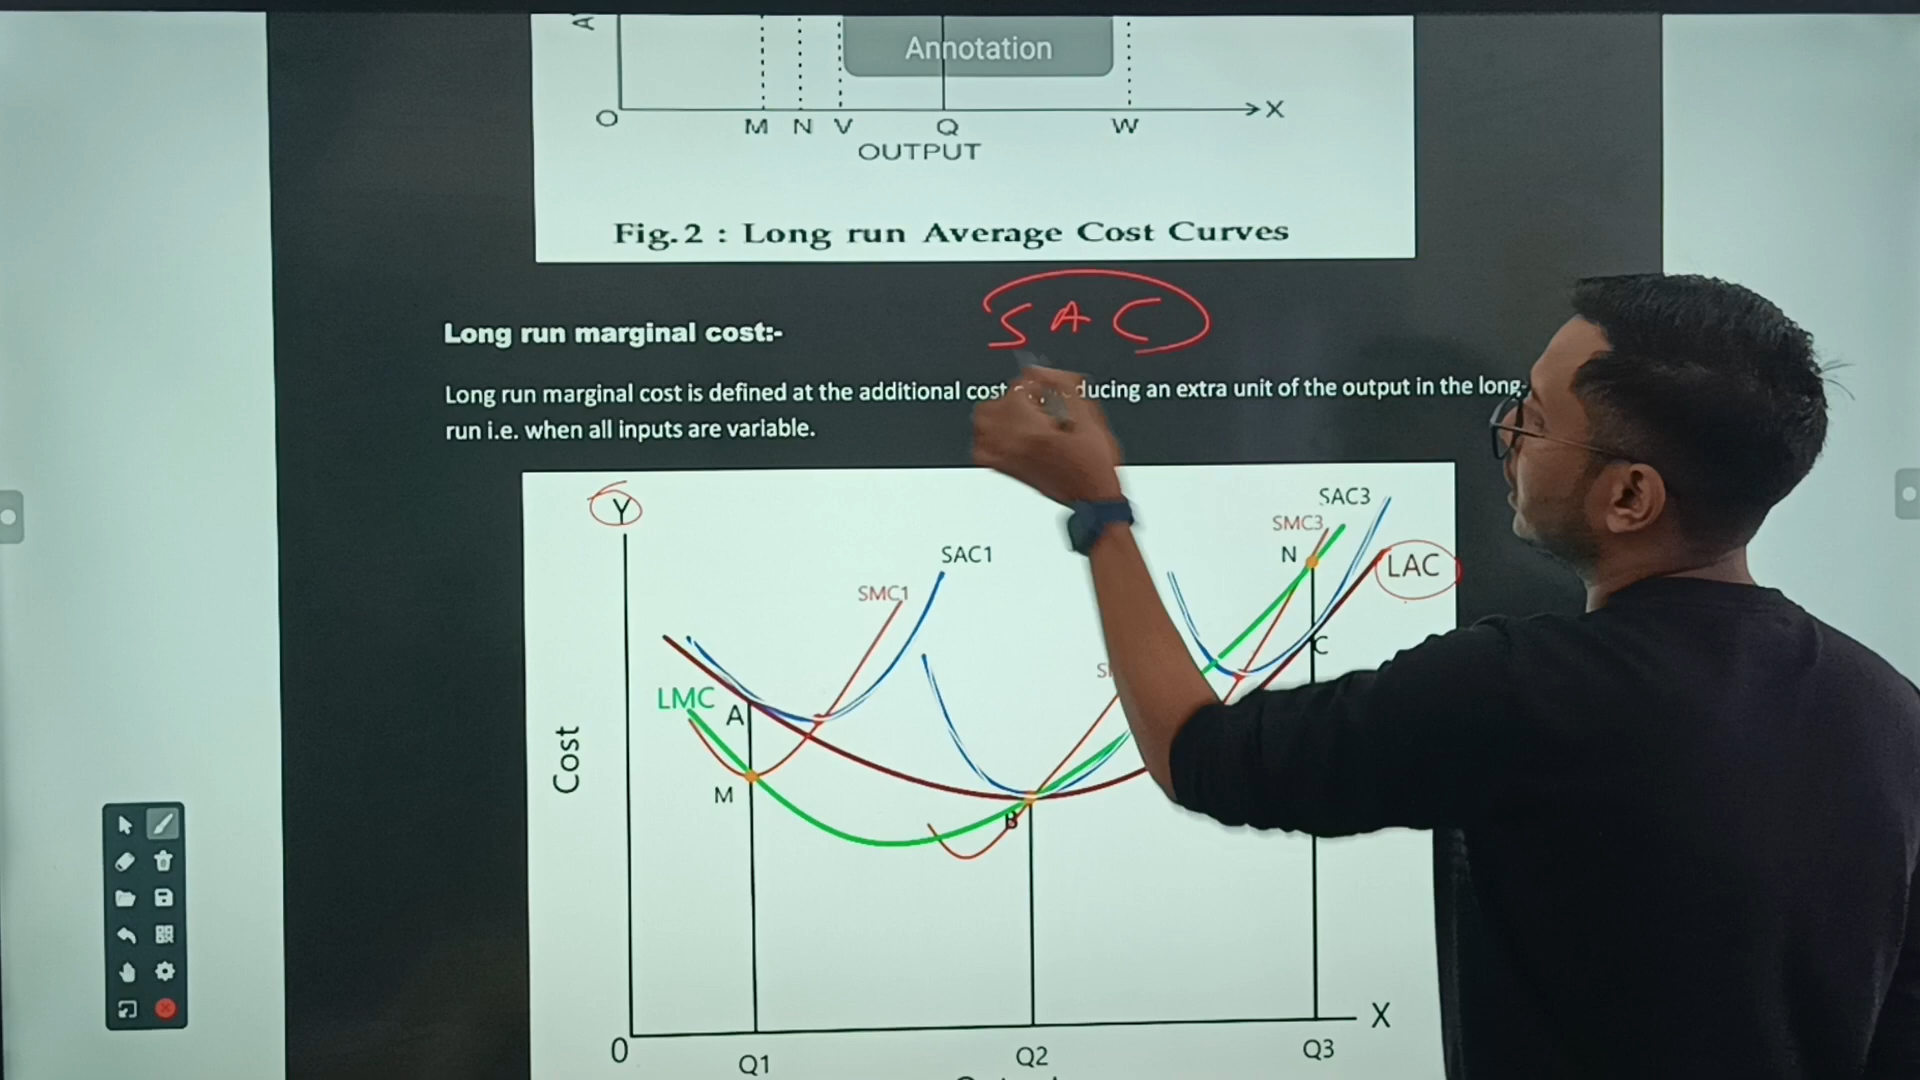 Annotation
O
M N V Q W
X
OUTPUT
Fig. 2 : Long run Average Cost Curves
SAC
Long run marginal cost:-
Long run marginal cost is defined at the additional cost ducing an extra unit of the output in the long-
run i.e. when all inputs are variable.
Y
SAC3
SMC3
N
SAC1
LAC
SMC1
C
LMC
A
Cost
M
B
X
0
Q1 Q2 Q3